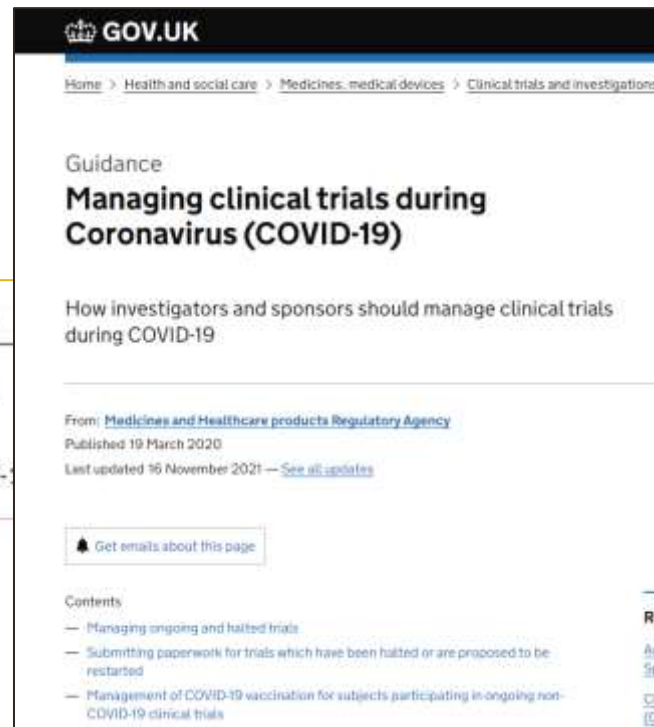 GOV.UK
Home > Health and social care > Medicines, medical devices > Clinical trials and investigations
Guidance
Managing clinical trials during
Coronavirus (COVID-19)
How investigators and sponsors should manage clinical trials
during COVID-19
From: Medicines and Healthcare products Regulatory Agency
Published 19 March 2020
Last updated 16 November 2021 — See all updates
Get emails about this page
Contents
— Managing ongoing and halted trials
— Submitting paperwork for trials which have been halted or are proposed to be
restarted
— Management of COVID-19 vaccination for subjects participating in ongoing non-
COVID-19 clinical trials